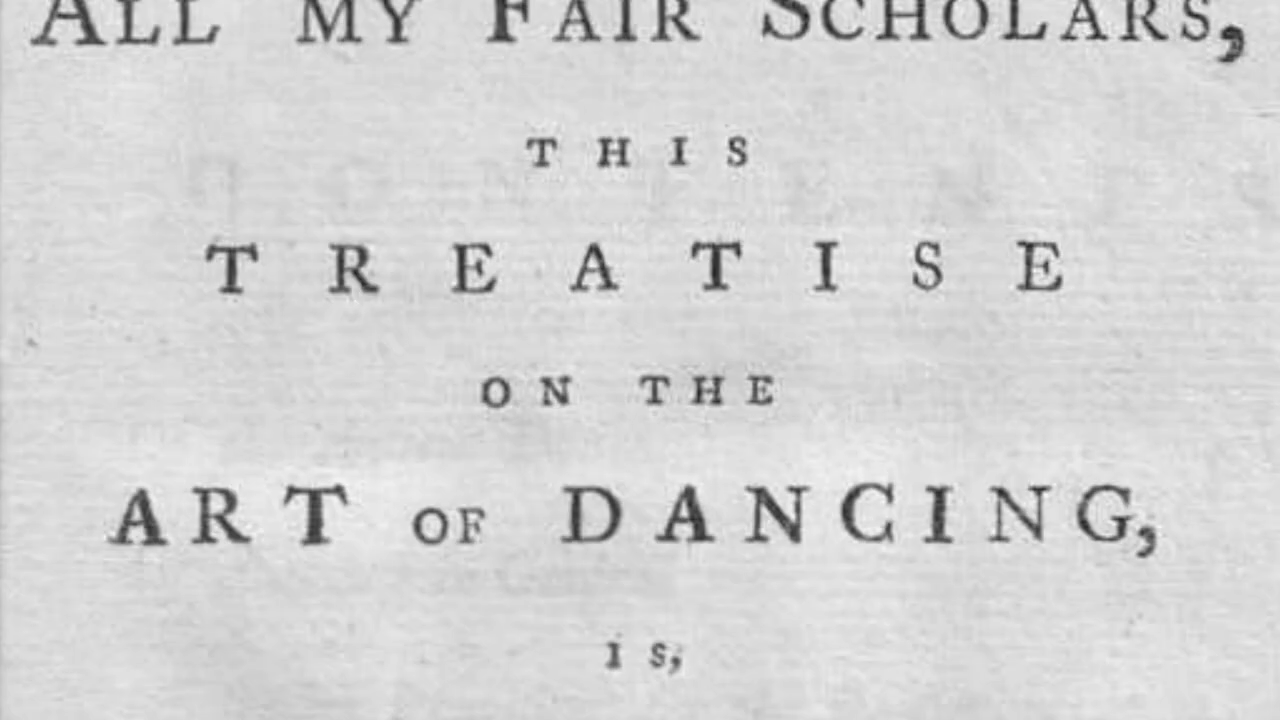 ALL MY FAIR SCHOLARS,
THIS
TREATISE
ON THE
ART OF DANCING,
IS,